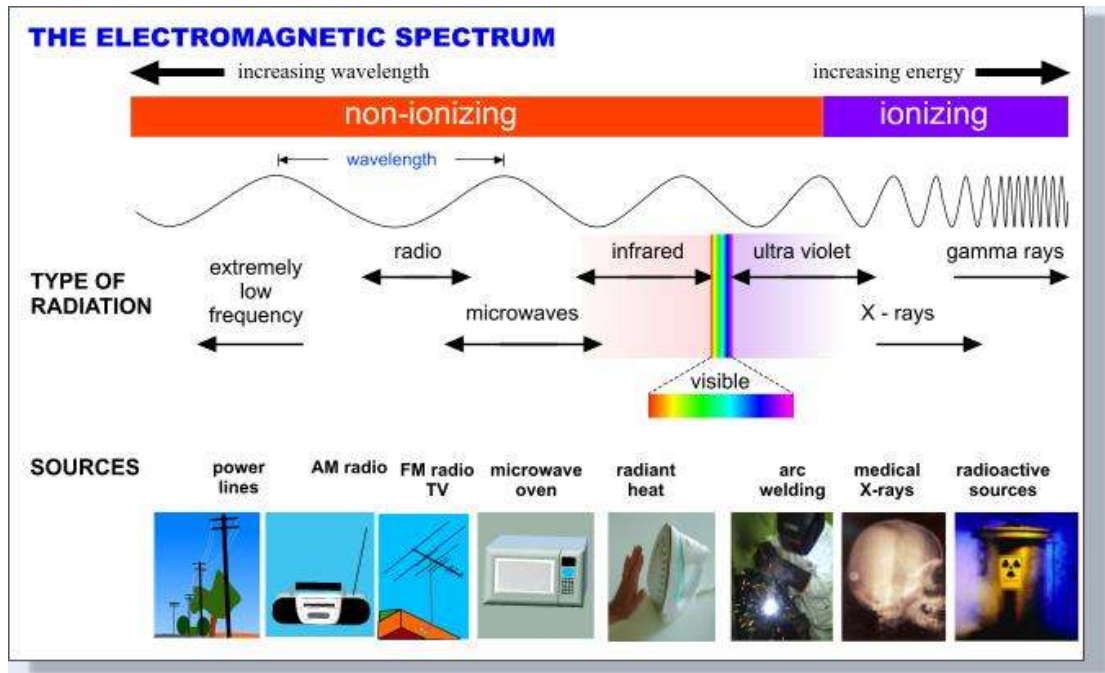 THE ELECTROMAGNETIC SPECTRUM
increasing wavelength
increasing energy
non-ionizing
ionizing
wavelength
TYPE OF
RADIATION
extremely
low
frequency
radio
microwaves
infrared
visible
ultra violet
X - rays
gamma rays
SOURCES
power
lines
AM radio
FM radio
TV
microwave
oven
radiant
heat
arc
welding
medical
X-rays
radioactive
sources